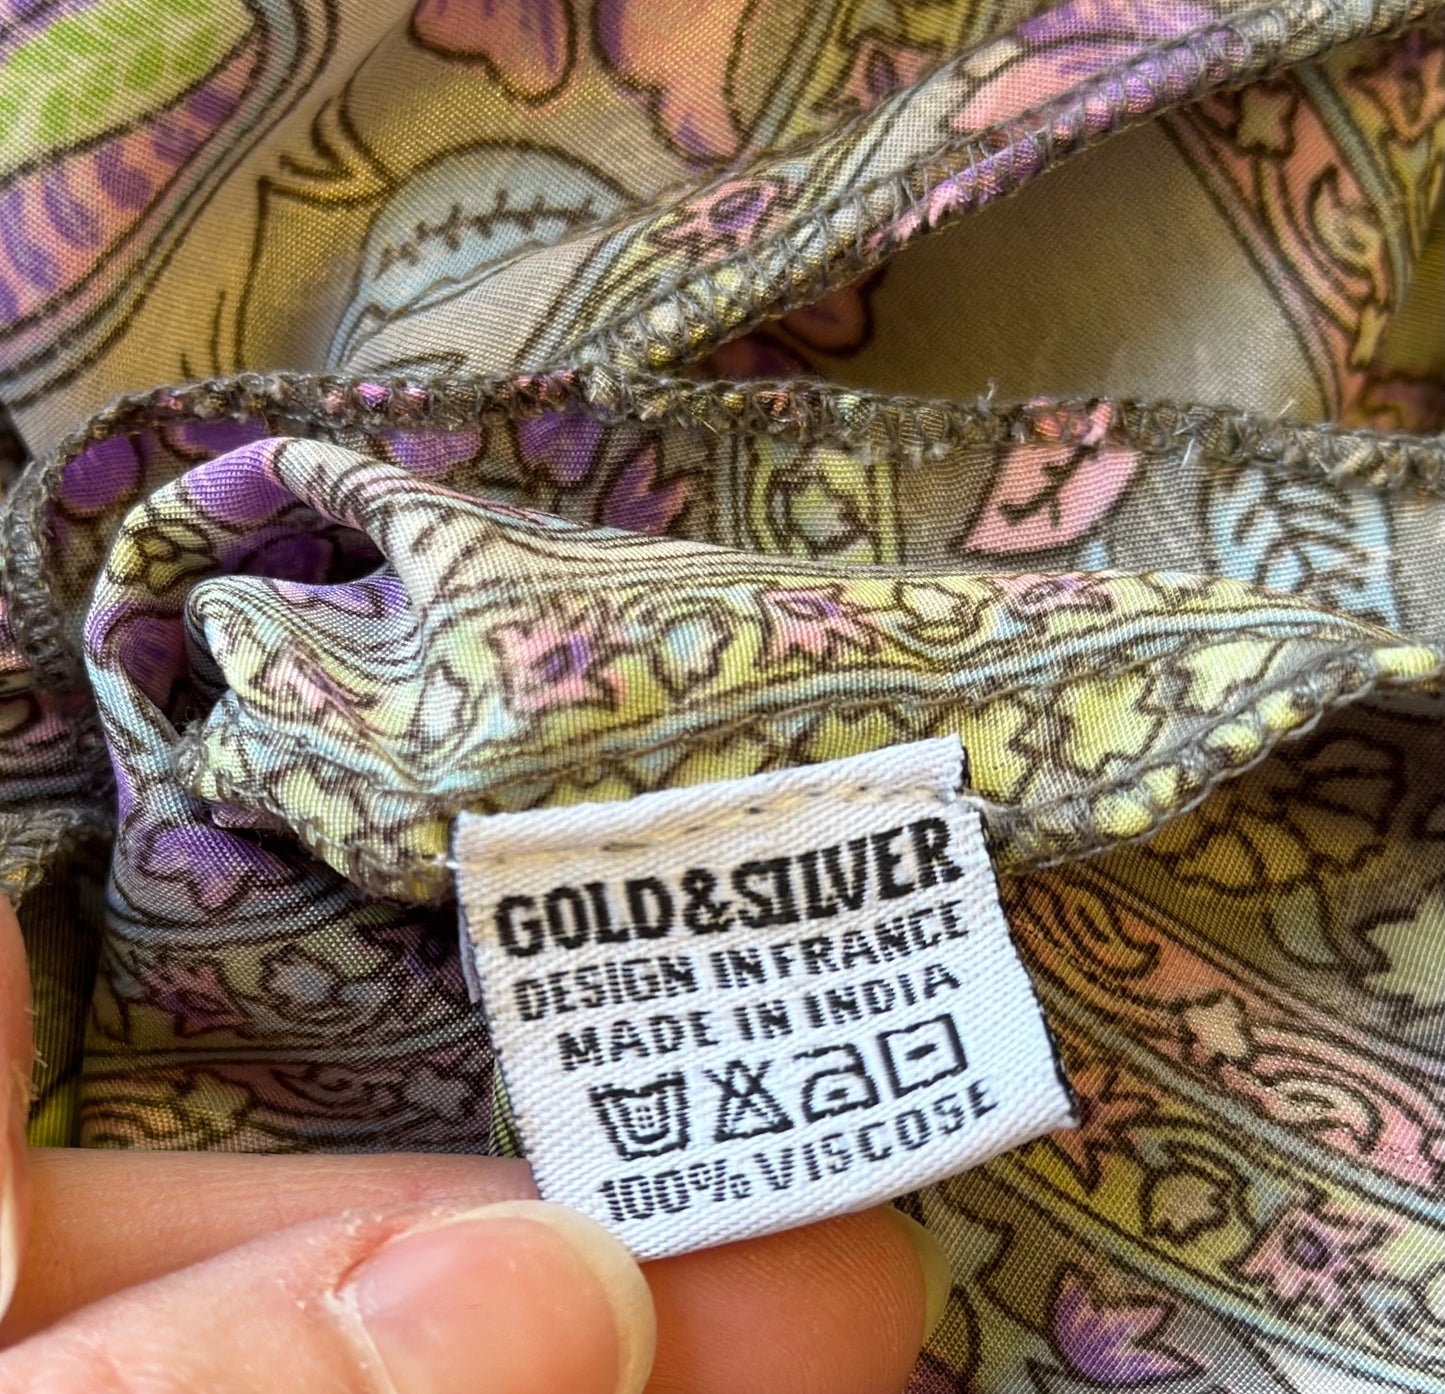 GOLD&SILVER
DESIGN IN FRANCE
MADE IN INDIA
100% VISCOSE